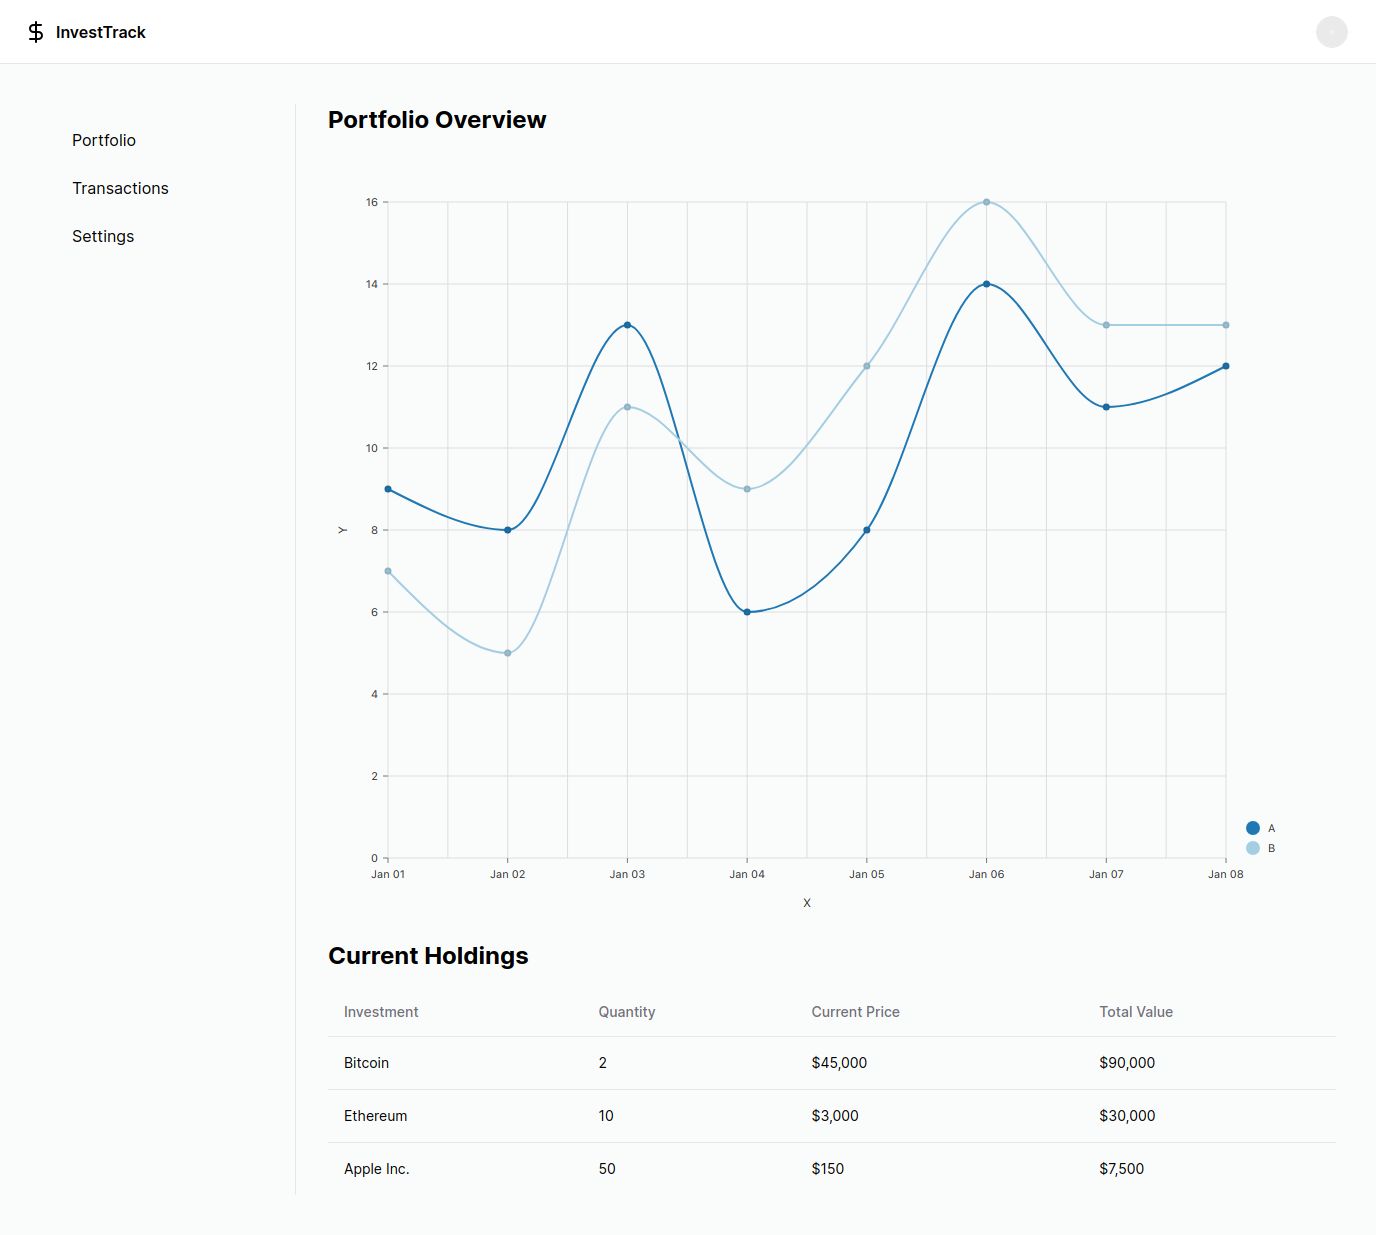 InvestTrack
Portfolio
Transactions
Settings
Portfolio Overview
16
14
12
10
8
6
4
2
0
Y
Jan 01 Jan 02 Jan 03 Jan 04 Jan 05 Jan 06 Jan 07 Jan 08
X
A
B
Current Holdings
Investment Quantity Current Price Total Value
Bitcoin 2 $45,000 $90,000
Ethereum 10 $3,000 $30,000
Apple Inc. 50 $150 $7,500